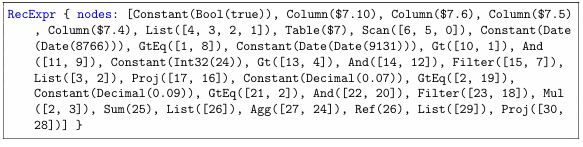 RecExpr { nodes: [Constant(Bool(true)), Column($7.10), Column($7.6), Column($7.5)
, Column($7.4), List([4, 3, 2, 1]), Table($7), Scan([6, 5, 0]), Constant(Date
(Date(8766))), GtEq([1, 8]), Constant(Date(Date(9131))), Gt([10, 1]), And
([11, 9]), Constant(Int32(24)), Gt([13, 4]), And([14, 12]), Filter([15, 7]),
List([3, 2]), Proj([17, 16]), Constant(Decimal(0.07)), GtEq([2, 19]),
Constant(Decimal(0.09)), GtEq([21, 2]), And([22, 20]), Filter([23, 18]), Mul
([2, 3]), Sum(25), List([26]), Agg([27, 24]), Ref(26), List([29]), Proj([30,
28])] }